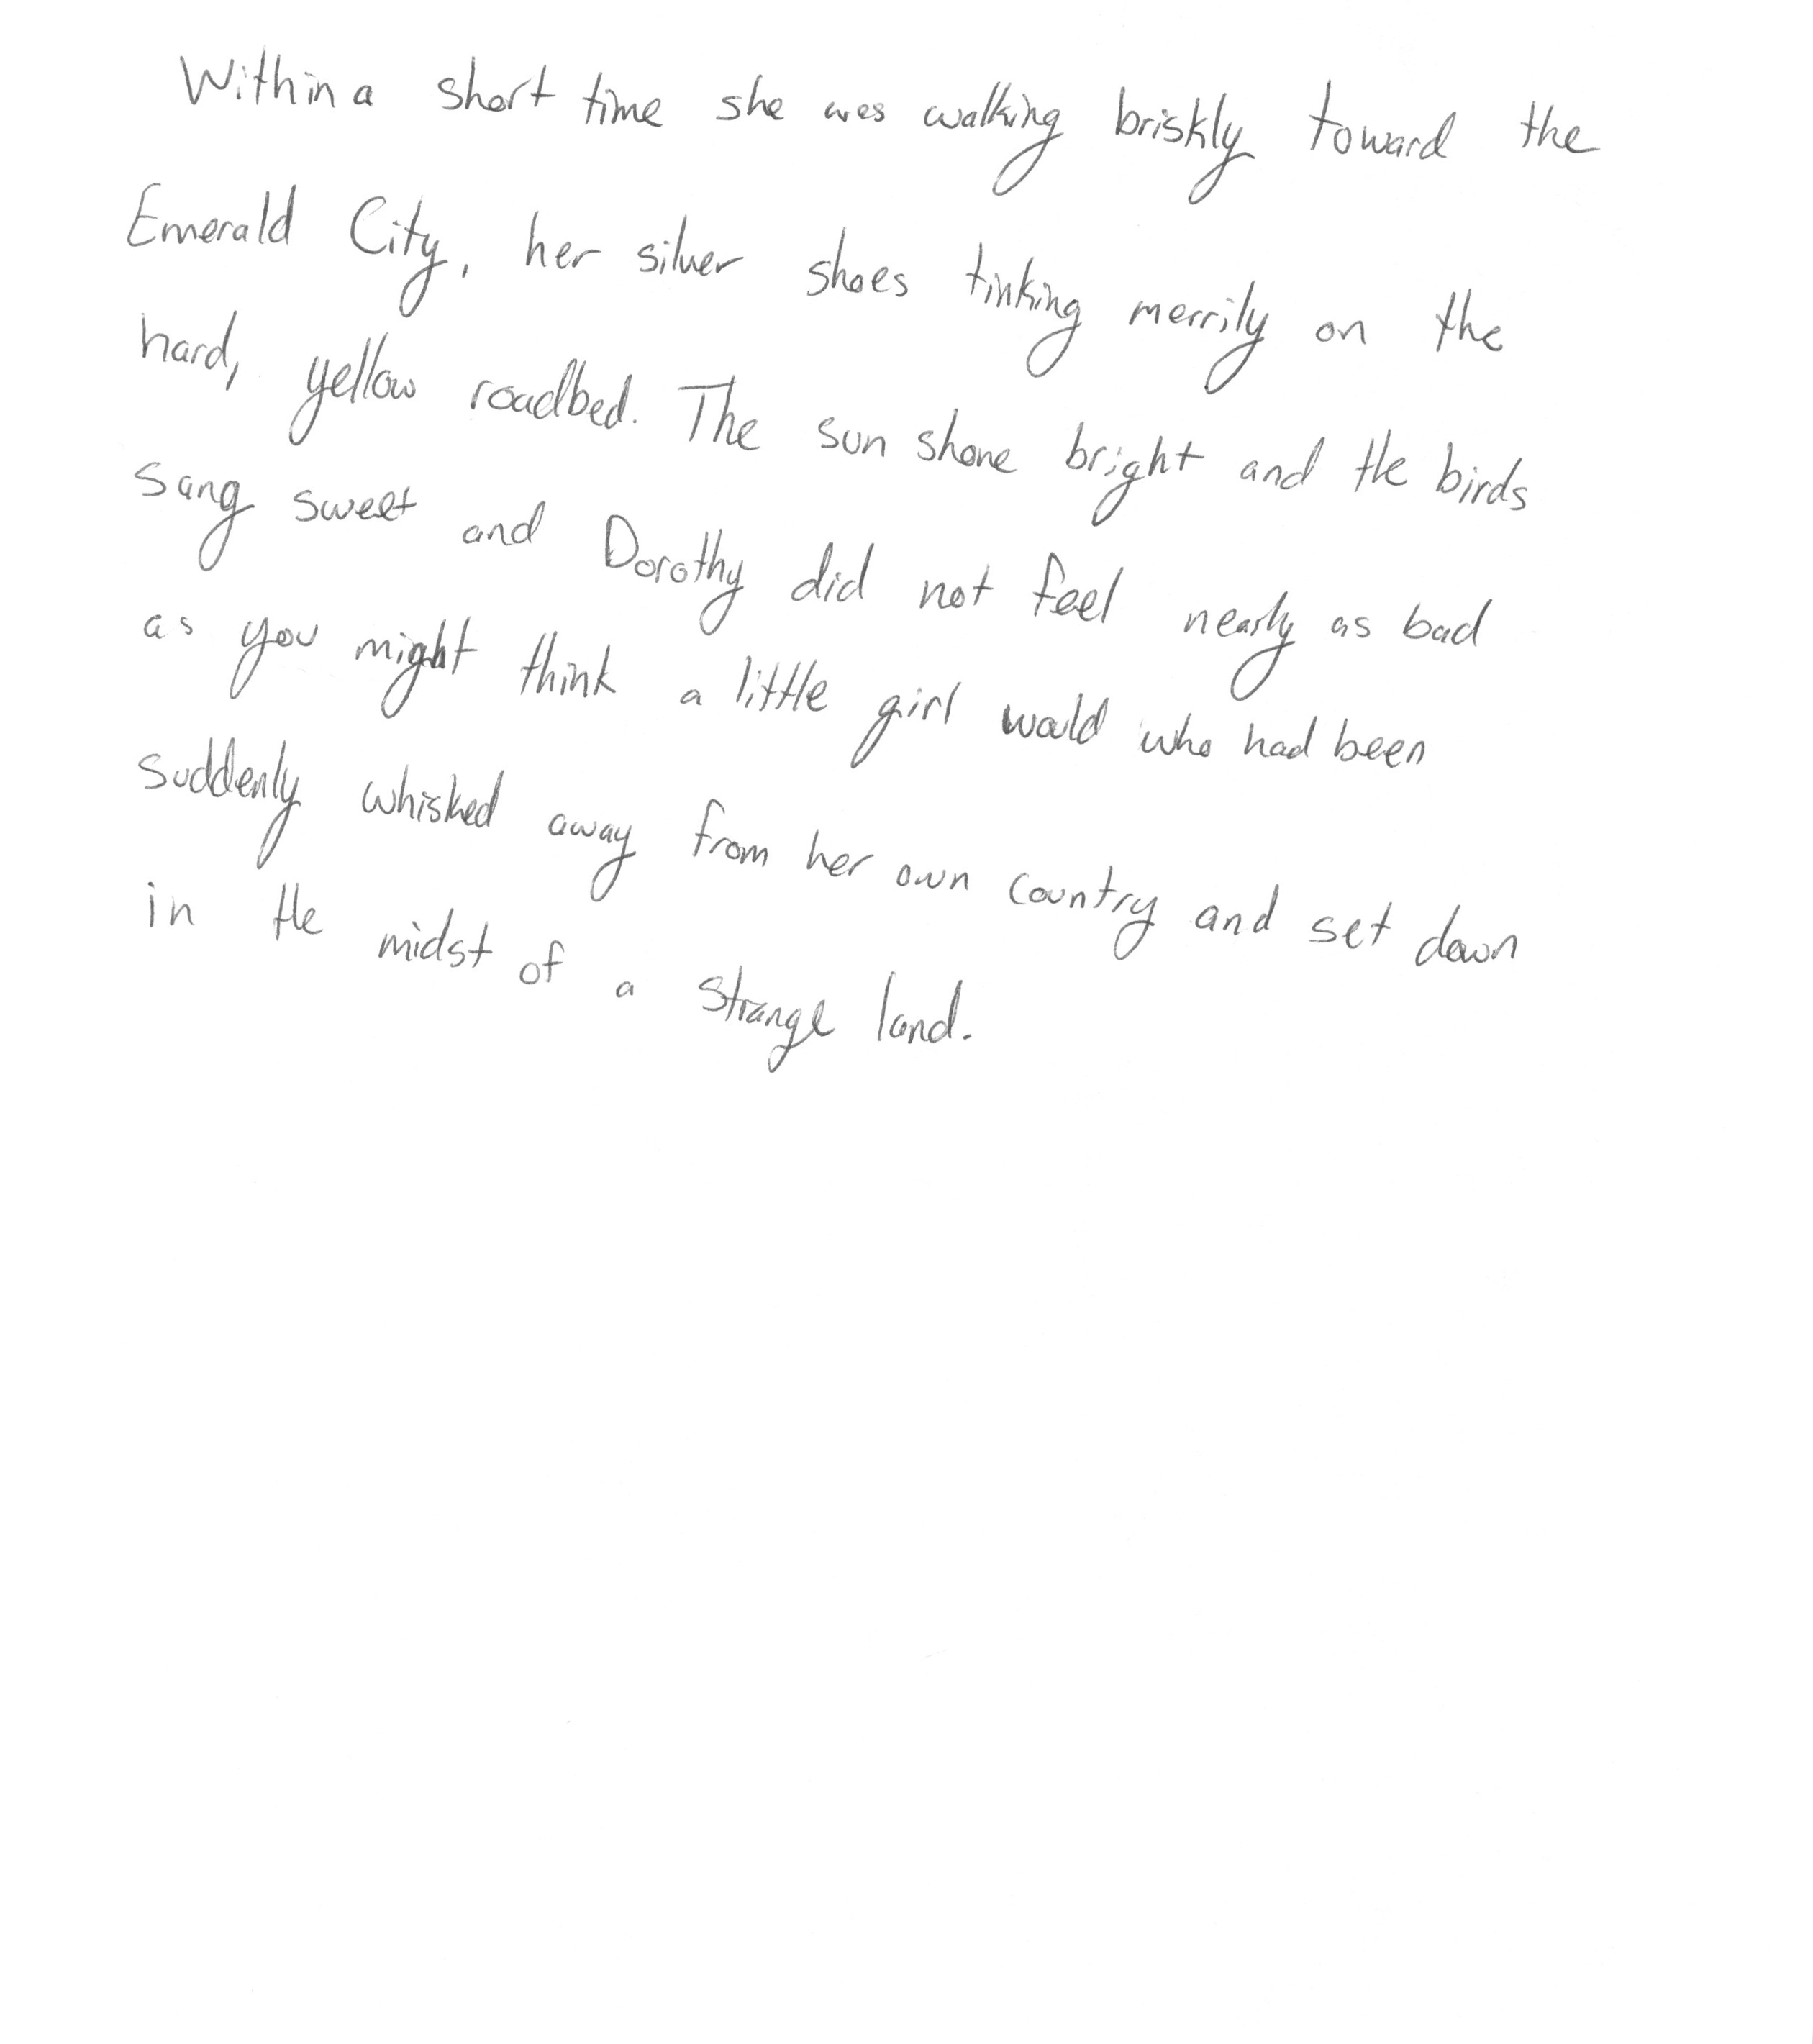 Within a short time she was walking briskly toward the
Emerald City, her silver shoes tinking merrily on the
hard, yellow roadbed. The sun shone bright and the birds
sang sweet and Dorothy did not feel nearly as bad
as you might think a little girl would who had been
suddenly whisked away from her own country and set down
in the midst of a strange land.